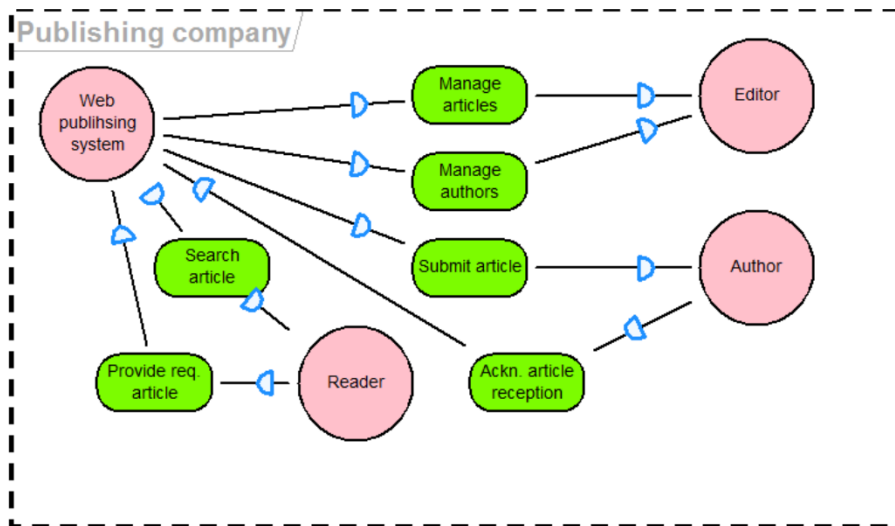 Publishing company
Web
publihsing
system
Manage
articles
Editor
Manage
authors
Search
article
Submit article
Author
Provide req.
article
Reader
Ackn. article
reception